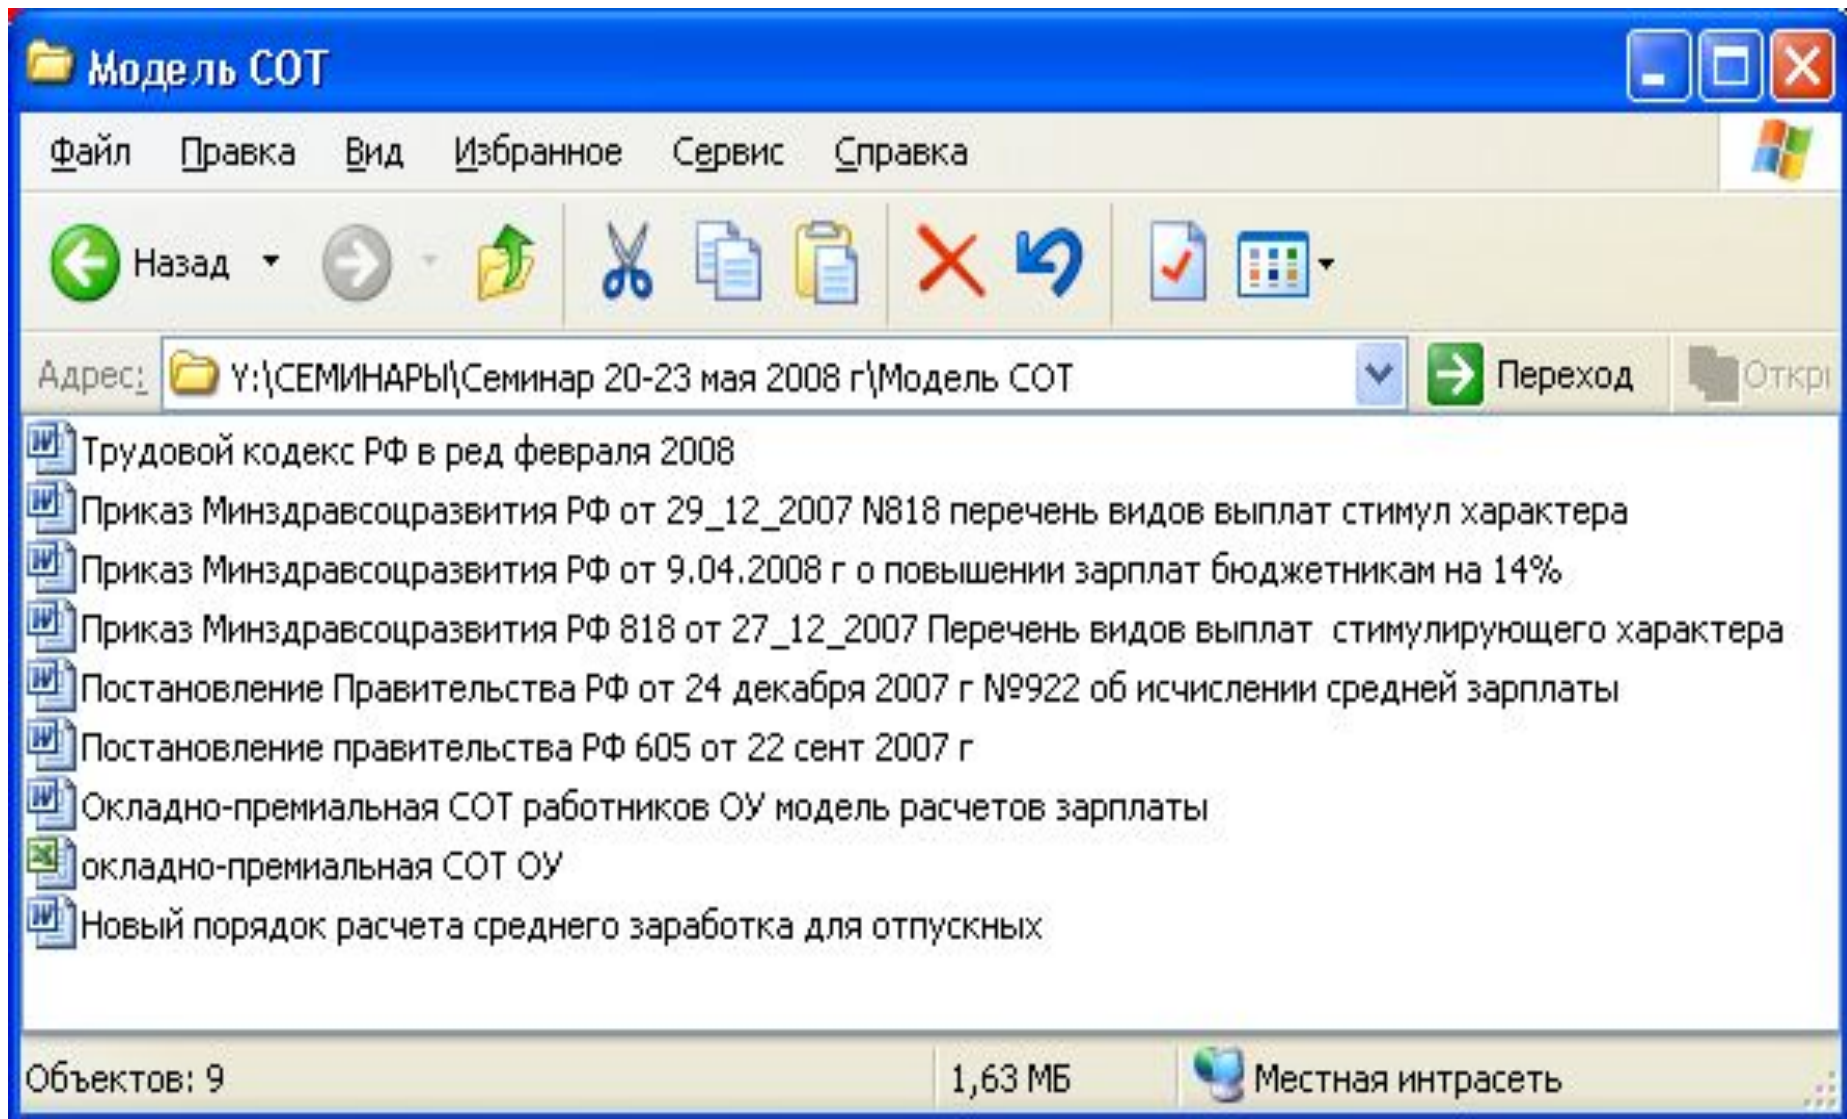 Модель СОТ
Файл Правка Вид Избранное Сервис Справка
Назад
Адрес: Y:\СЕМИНАРЫ\Семинар 20-23 мая 2008 г\Модель СОТ Переход
Трудовой кодекс РФ в ред февраля 2008
Приказ Минздравсоцразвития РФ от 29_12_2007 N818 перечень видов выплат стимул характера
Приказ Минздравсоцразвития РФ от 9.04.2008 г о повышении зарплат бюджетникам на 14%
Приказ Минздравсоцразвития РФ 818 от 27_12_2007 Перечень видов выплат стимулирующего характера
Постановление Правительства РФ от 24 декабря 2007 г №922 об исчислении средней зарплаты
Постановление правительства РФ 605 от 22 сент 2007 г
Окладно-премиальная СОТ работников ОУ модель расчетов зарплаты
окладно-премиальная СОТ ОУ
Новый порядок расчета среднего заработка для отпускных
Объектов: 9 1,63 МБ Местная интрасеть